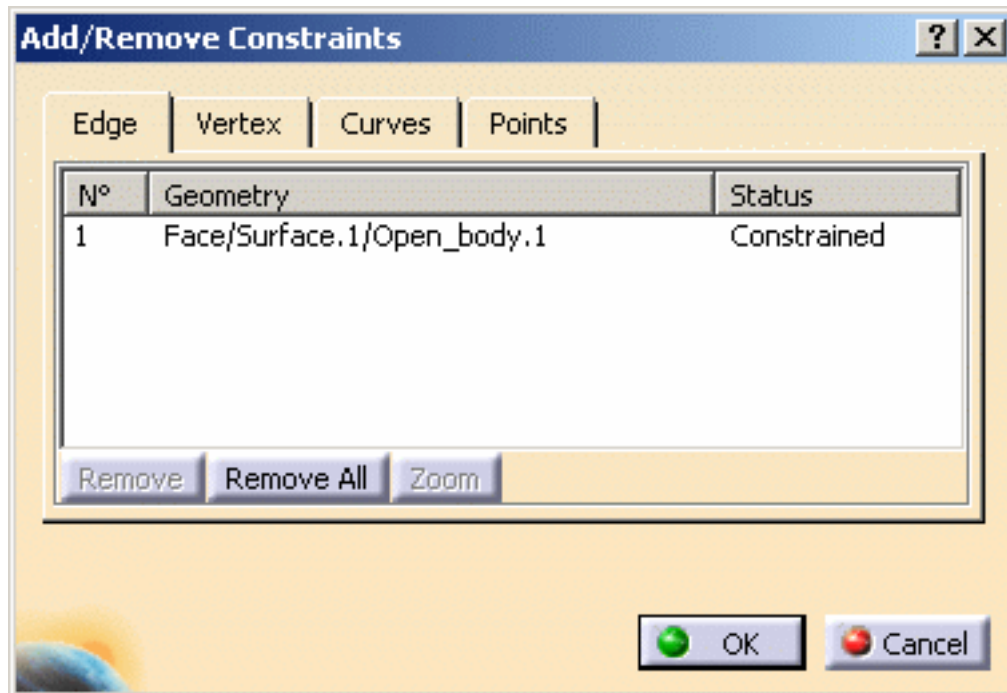 Add/Remove Constraints ? X
Edge Vertex Curves Points
N° Geometry Status
1 Face/Surface.1/Open_body.1 Constrained
Remove Remove All Zoom
OK Cancel